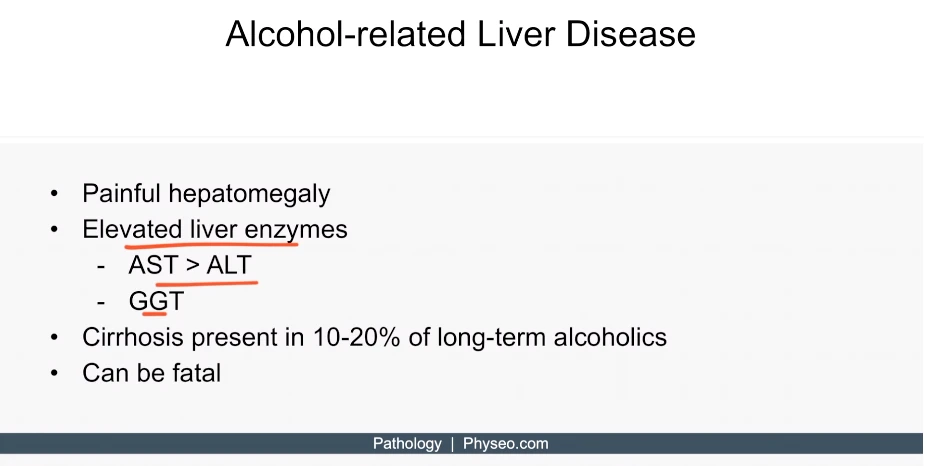 Alcohol-related Liver Disease
• Painful hepatomegaly
• Elevated liver enzymes
- AST > ALT
- GGT
• Cirrhosis present in 10-20% of long-term alcoholics
• Can be fatal
Pathology | Physeo.com